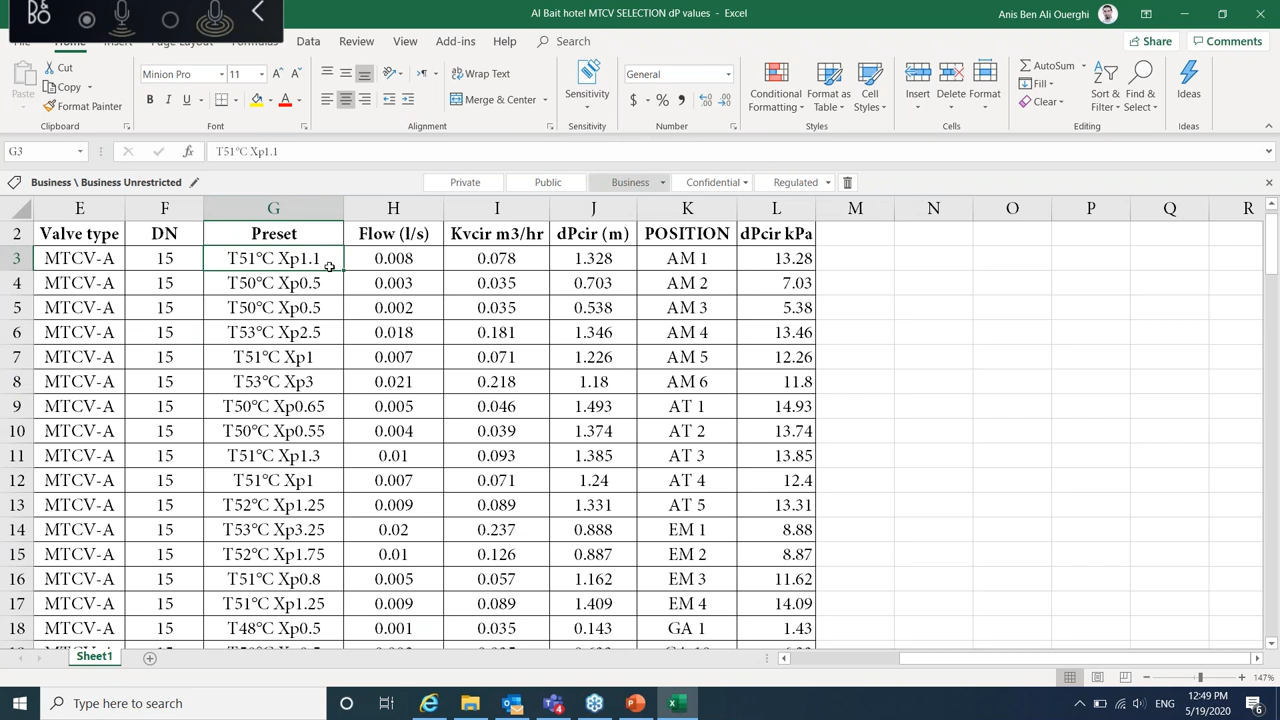 B&O
AI Bait hotel MTCV SELECTION dP values - Excel
Anis Ben Ali Ouerghi
Home Insert Page Layout Data Review View Add-ins Help Search
Share Comments
Paste
Cut
Copy
Format Painter
Clipboard
Minion Pro 11
B I U
Font
Wrap Text
Merge & Center
Alignment
Sensitivity
Sensitivity
General
$ % ,
Number
Conditional Formatting
Format as Table
Cell Styles
Styles
Insert Delete Format
Cells
AutoSum
Fill
Clear
Sort & Filter
Find & Select
Editing
Ideas
Ideas
G3 fx T51°C Xp1.1
Business \ Business Unrestricted Private Public Business Confidential Regulated
E F G H I J K L M N O P Q R
2 Valve type DN Preset Flow (l/s) Kvcir m3/hr dPcir (m) POSITION dPcir kPa
3 MTCV-A 15 T51°C Xp1.1 0.008 0.078 1.328 AM 1 13.28
4 MTCV-A 15 T50°C Xp0.5 0.003 0.035 0.703 AM 2 7.03
5 MTCV-A 15 T50°C Xp0.5 0.002 0.035 0.538 AM 3 5.38
6 MTCV-A 15 T53°C Xp2.5 0.018 0.181 1.346 AM 4 13.46
7 MTCV-A 15 T51°C Xp1 0.007 0.071 1.226 AM 5 12.26
8 MTCV-A 15 T53°C Xp3 0.021 0.218 1.18 AM 6 11.8
9 MTCV-A 15 T50°C Xp0.65 0.005 0.046 1.493 AT 1 14.93
10 MTCV-A 15 T50°C Xp0.55 0.004 0.039 1.374 AT 2 13.74
11 MTCV-A 15 T51°C Xp1.3 0.01 0.093 1.385 AT 3 13.85
12 MTCV-A 15 T51°C Xp1 0.007 0.071 1.24 AT 4 12.4
13 MTCV-A 15 T52°C Xp1.25 0.009 0.089 1.331 AT 5 13.31
14 MTCV-A 15 T53°C Xp3.25 0.02 0.237 0.888 EM 1 8.88
15 MTCV-A 15 T52°C Xp1.75 0.01 0.126 0.887 EM 2 8.87
16 MTCV-A 15 T51°C Xp0.8 0.005 0.057 1.162 EM 3 11.62
17 MTCV-A 15 T51°C Xp1.25 0.009 0.089 1.409 EM 4 14.09
18 MTCV-A 15 T48°C Xp0.5 0.001 0.035 0.143 GA 1 1.43
Sheet1
147%
Type here to search
ENG
12:49 PM
5/19/2020
6